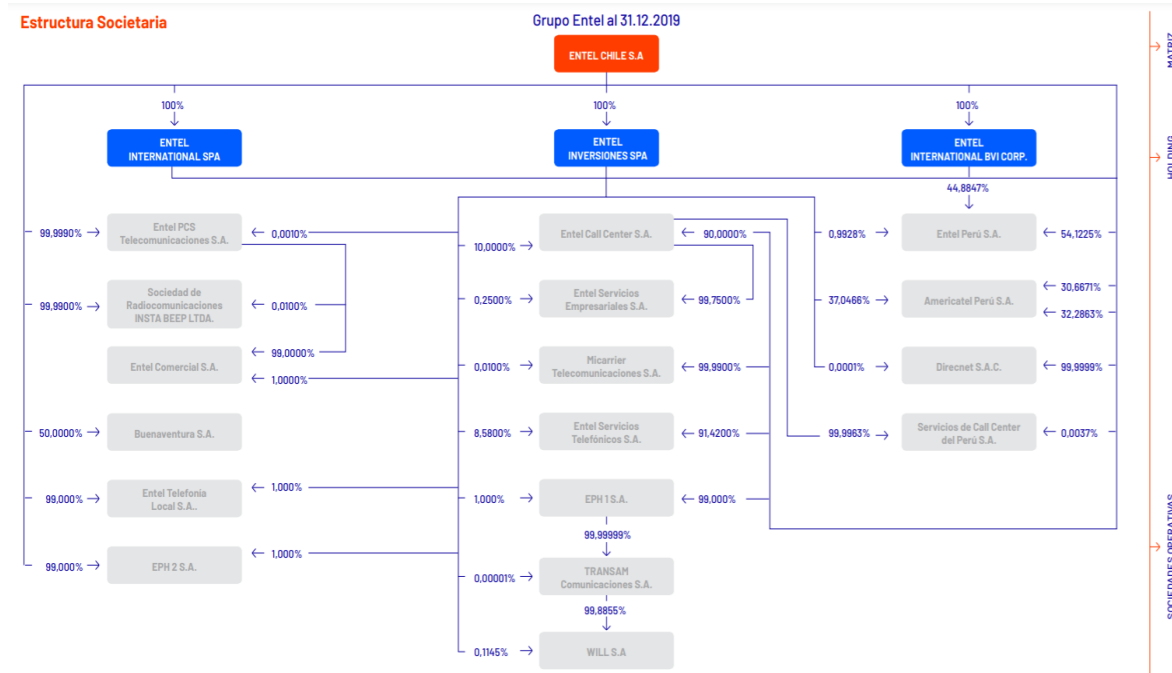 Estructura Societaria
Grupo Entel al 31.12.2019
ENTEL CHILE S.A
MATRIZ
100%
100%
100%
ENTEL
INTERNATIONAL SPA
ENTEL
INVERSIONES SPA
ENTEL
INTERNATIONAL BVI CORP.
HOLDING
44,8847%
99,9990%
Entel PCS
Telecomunicaciones S.A.
0,0010%
10,0000%
Entel Call Center S.A.
90,0000%
0,9928%
Entel Perú S.A.
54,1225%
99,9900%
Sociedad de
Radiocomunicaciones
INSTA BEEP LTDA.
0,0100%
0,2500%
Entel Servicios
Empresariales S.A.
99,7500%
37,0466%
Americatel Perú S.A.
30,6671%
32,2863%
Entel Comercial S.A.
99,0000%
1,0000%
0,0100%
Micarrier
Telecomunicaciones S.A.
99,9900%
0,0001%
Direcnet S.A.C.
99,9999%
50,0000%
Buenaventura S.A.
8,5800%
Entel Servicios
Telefónicos S.A.
91,4200%
99,9963%
Servicios de Call Center
del Perú S.A.
0,0037%
99,000%
Entel Telefonía
Local S.A..
1,000%
1,000%
EPH 1 S.A.
99,000%
99,99999%
99,000%
EPH 2 S.A.
1,000%
0,00001%
TRANSAM
Comunicaciones S.A.
99,8855%
0,1145%
WILL S.A
SOCIEDADES OPERATIVAS